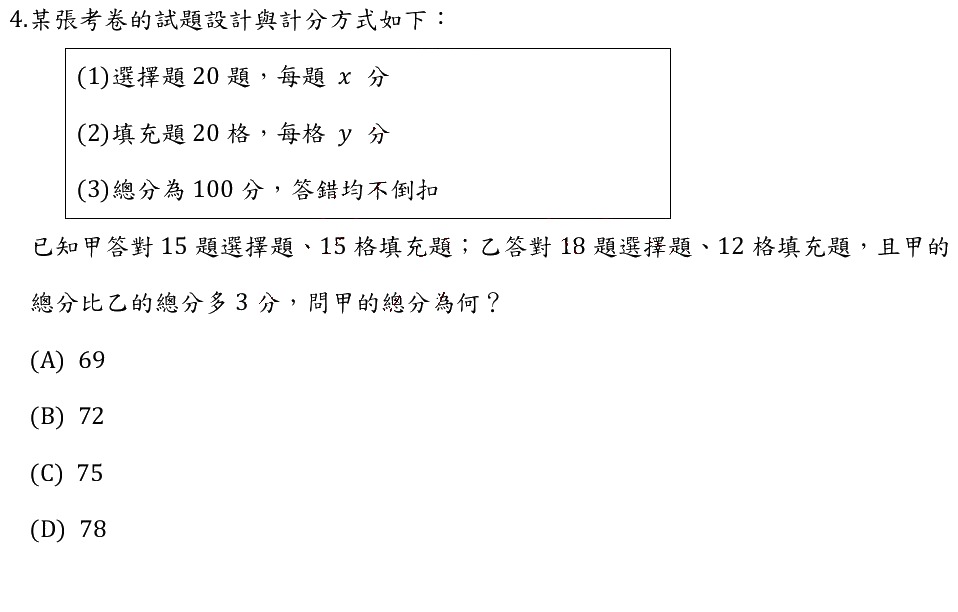 4.某張考卷的試題設計與計分方式如下：
(1)選擇題 20 題，每題 x 分
(2)填充題 20 格，每格 y 分
(3)總分為 100 分，答錯均不倒扣
已知甲答對 15 題選擇題、15 格填充題；乙答對 18 題選擇題、12 格填充題，且甲的
總分比乙的總分多 3 分，問甲的總分為何？
(A) 69
(B) 72
(C) 75
(D) 78